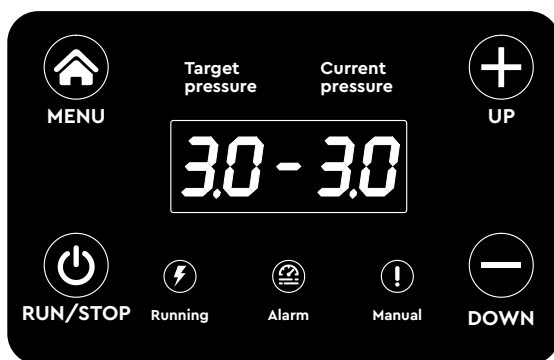 Target pressure
Current pressure
MENU
UP
3.0 - 3.0
RUN/STOP
Running
Alarm
Manual
DOWN